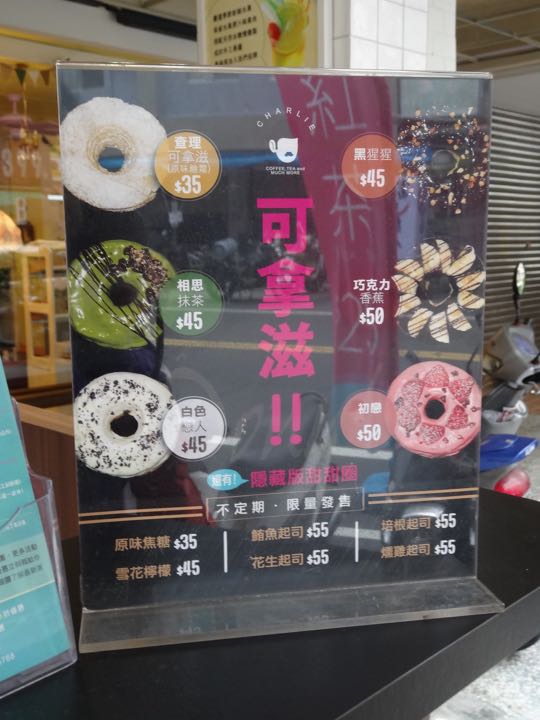 CHARLIE
COFFEE, TEA and
MUCH MORE
可拿滋!!
查理
可拿滋
$35
黑猩猩
$45
相思
抹茶
$45
巧克力
香蕉
$50
白色
戀人
$45
初戀
$50
還有!
隱藏版甜甜圈
不定期·限量發售
原味焦糖 $35
鮪魚起司 $55
培根起司 $55
雪花檸檬 $45
花生起司 $55
燻雞起司 $55
紅茶